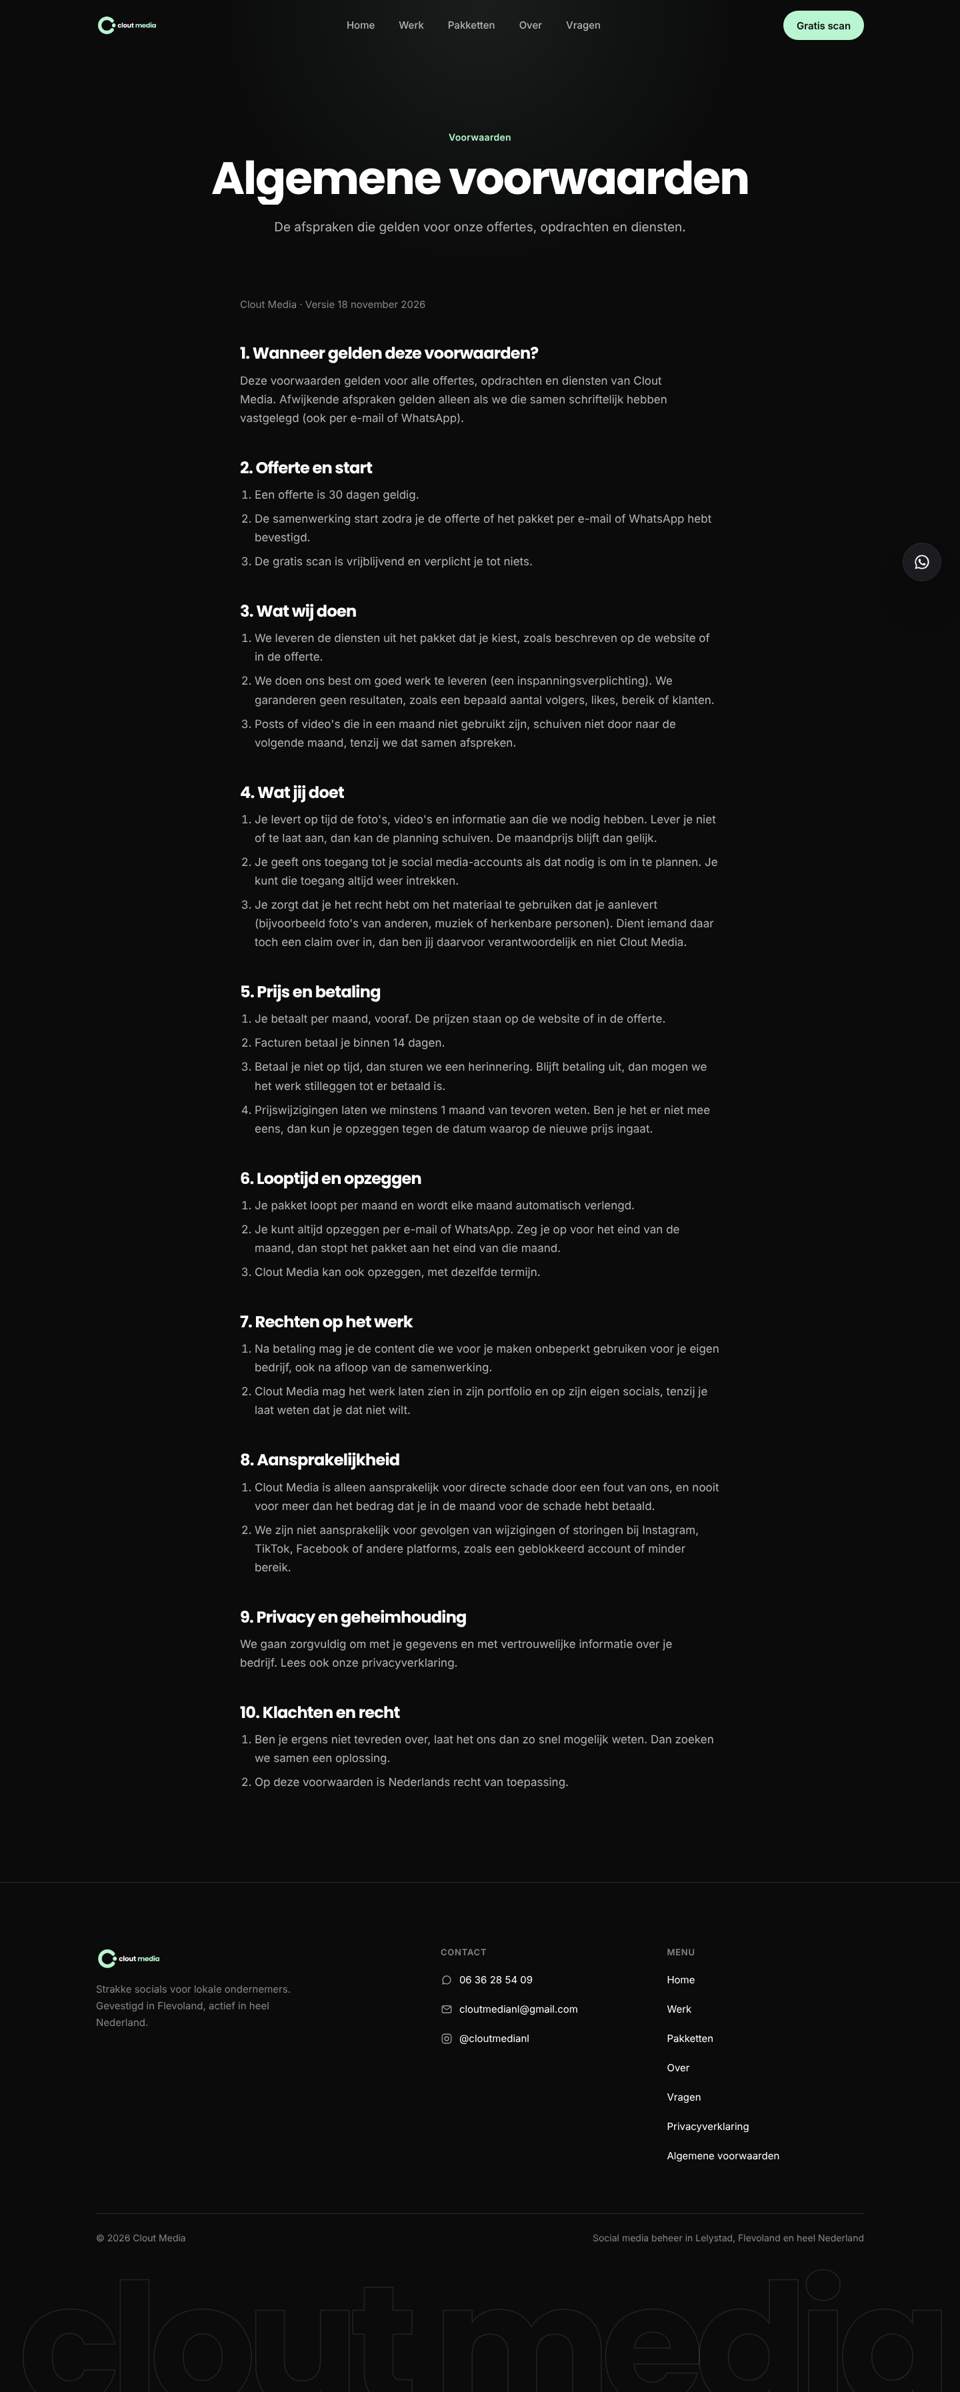 clout media
Home
Werk
Pakketten
Over
Vragen
Gratis scan
Voorwaarden
Algemene voorwaarden
De afspraken die gelden voor onze offertes, opdrachten en diensten.
Clout Media · Versie 18 november 2026
1. Wanneer gelden deze voorwaarden?
Deze voorwaarden gelden voor alle offertes, opdrachten en diensten van Clout
Media. Afwijkende afspraken gelden alleen als we die samen schriftelijk hebben
vastgelegd (ook per e-mail of WhatsApp).
2. Offerte en start
1. Een offerte is 30 dagen geldig.
2. De samenwerking start zodra je de offerte of het pakket per e-mail of WhatsApp hebt
bevestigd.
3. De gratis scan is vrijblijvend en verplicht je tot niets.
3. Wat wij doen
1. We leveren de diensten uit het pakket dat je kiest, zoals beschreven op de website of
in de offerte.
2. We doen ons best om goed werk te leveren (een inspanningsverplichting). We
garanderen geen resultaten, zoals een bepaald aantal volgers, likes, bereik of klanten.
3. Posts of video's die in een maand niet gebruikt zijn, schuiven niet door naar de
volgende maand, tenzij we dat samen afspreken.
4. Wat jij doet
1. Je levert op tijd de foto's, video's en informatie aan die we nodig hebben. Lever je niet
of te laat aan, dan kan de planning schuiven. De maandprijs blijft dan gelijk.
2. Je geeft ons toegang tot je social media-accounts als dat nodig is om in te plannen. Je
kunt die toegang altijd weer intrekken.
3. Je zorgt dat je het recht hebt om het materiaal te gebruiken dat je aanlevert
(bijvoorbeeld foto's van anderen, muziek of herkenbare personen). Dient iemand daar
toch een claim over in, dan ben jij daarvoor verantwoordelijk en niet Clout Media.
5. Prijs en betaling
1. Je betaalt per maand, vooraf. De prijzen staan op de website of in de offerte.
2. Facturen betaal je binnen 14 dagen.
3. Betaal je niet op tijd, dan sturen we een herinnering. Blijft betaling uit, dan mogen we
het werk stilleggen tot er betaald is.
4. Prijswijzigingen laten we minstens 1 maand van tevoren weten. Ben je het er niet mee
eens, dan kun je opzeggen tegen de datum waarop de nieuwe prijs ingaat.
6. Looptijd en opzeggen
1. Je pakket loopt per maand en wordt elke maand automatisch verlengd.
2. Je kunt altijd opzeggen per e-mail of WhatsApp. Zeg je op voor het eind van de
maand, dan stopt het pakket aan het eind van die maand.
3. Clout Media kan ook opzeggen, met dezelfde termijn.
7. Rechten op het werk
1. Na betaling mag je de content die we voor je maken onbeperkt gebruiken voor je eigen
bedrijf, ook na afloop van de samenwerking.
2. Clout Media mag het werk laten zien in zijn portfolio en op zijn eigen socials, tenzij je
laat weten dat je dat niet wilt.
8. Aansprakelijkheid
1. Clout Media is alleen aansprakelijk voor directe schade door een fout van ons, en nooit
voor meer dan het bedrag dat je in de maand voor de schade hebt betaald.
2. We zijn niet aansprakelijk voor gevolgen van wijzigingen of storingen bij Instagram,
TikTok, Facebook of andere platforms, zoals een geblokkeerd account of minder
bereik.
9. Privacy en geheimhouding
We gaan zorgvuldig om met je gegevens en met vertrouwelijke informatie over je
bedrijf. Lees ook onze privacyverklaring.
10. Klachten en recht
1. Ben je ergens niet tevreden over, laat het ons dan zo snel mogelijk weten. Dan zoeken
we samen een oplossing.
2. Op deze voorwaarden is Nederlands recht van toepassing.
clout media
Strakke socials voor lokale ondernemers.
Gevestigd in Flevoland, actief in heel
Nederland.
CONTACT
06 36 28 54 09
cloutmedianl@gmail.com
@cloutmedianl
MENU
Home
Werk
Pakketten
Over
Vragen
Privacyverklaring
Algemene voorwaarden
© 2026 Clout Media
Social media beheer in Lelystad, Flevoland en heel Nederland
clout media